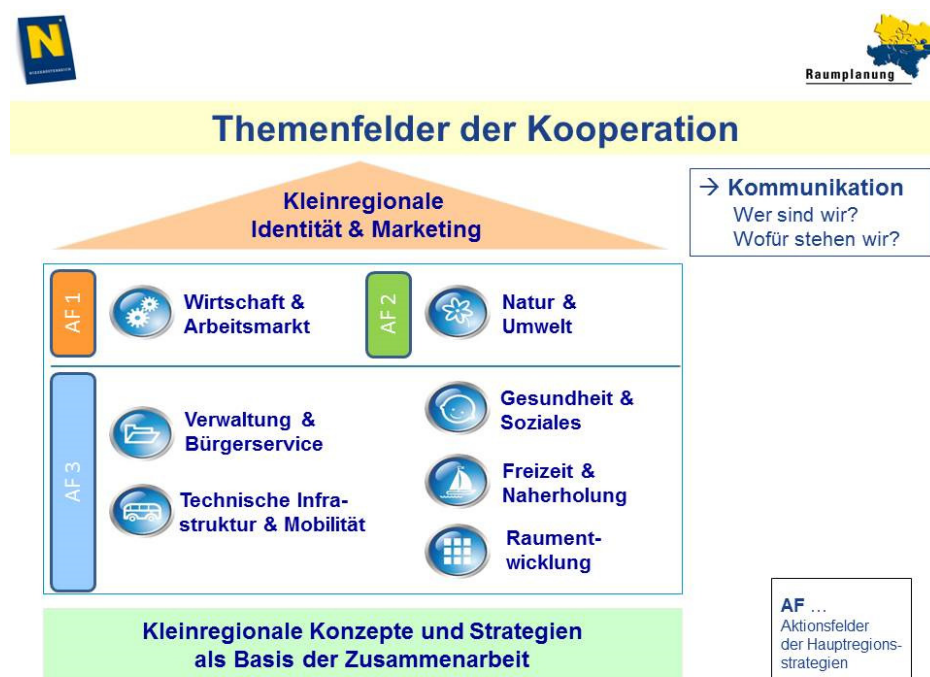 N
NIEDERÖSTERREICH
Raumplanung
Themenfelder der Kooperation
Kleinregionale
Identität & Marketing
→ Kommunikation
Wer sind wir?
Wofür stehen wir?
AF 1
Wirtschaft &
Arbeitsmarkt
AF 2
Natur &
Umwelt
AF 3
Verwaltung &
Bürgerservice
Technische Infra-
struktur & Mobilität
Gesundheit &
Soziales
Freizeit &
Naherholung
Raument-
wicklung
Kleinregionale Konzepte und Strategien
als Basis der Zusammenarbeit
AF ...
Aktionsfelder
der Hauptregions-
strategien